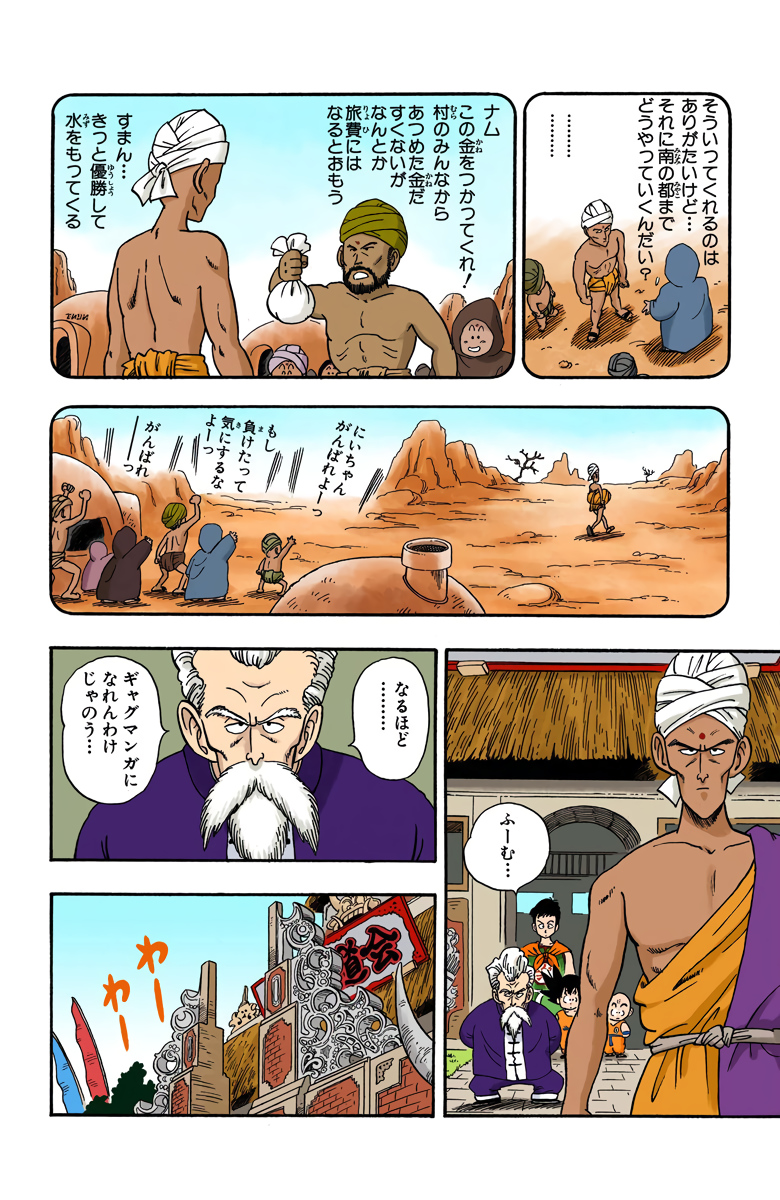 そういってくれるのは
ありがたいけど…
それに南の都まで
どうやっていくんだい?
…………
…………
ナム
この金をつかってくれ!
村のみんなから
あつめた金だ
すくないが
なんとか
旅費には
なるとおもう
すまん…
きっと優勝して
水をもってくる
にいちゃん
がんばれよーっ
もし
負けたって
気にするな
よーっ
がんばれ
ーーっ
ふーむ…
なるほど
…………
ギャグマンガに
なれんわけ
じゃのう…
道会
わー
わー